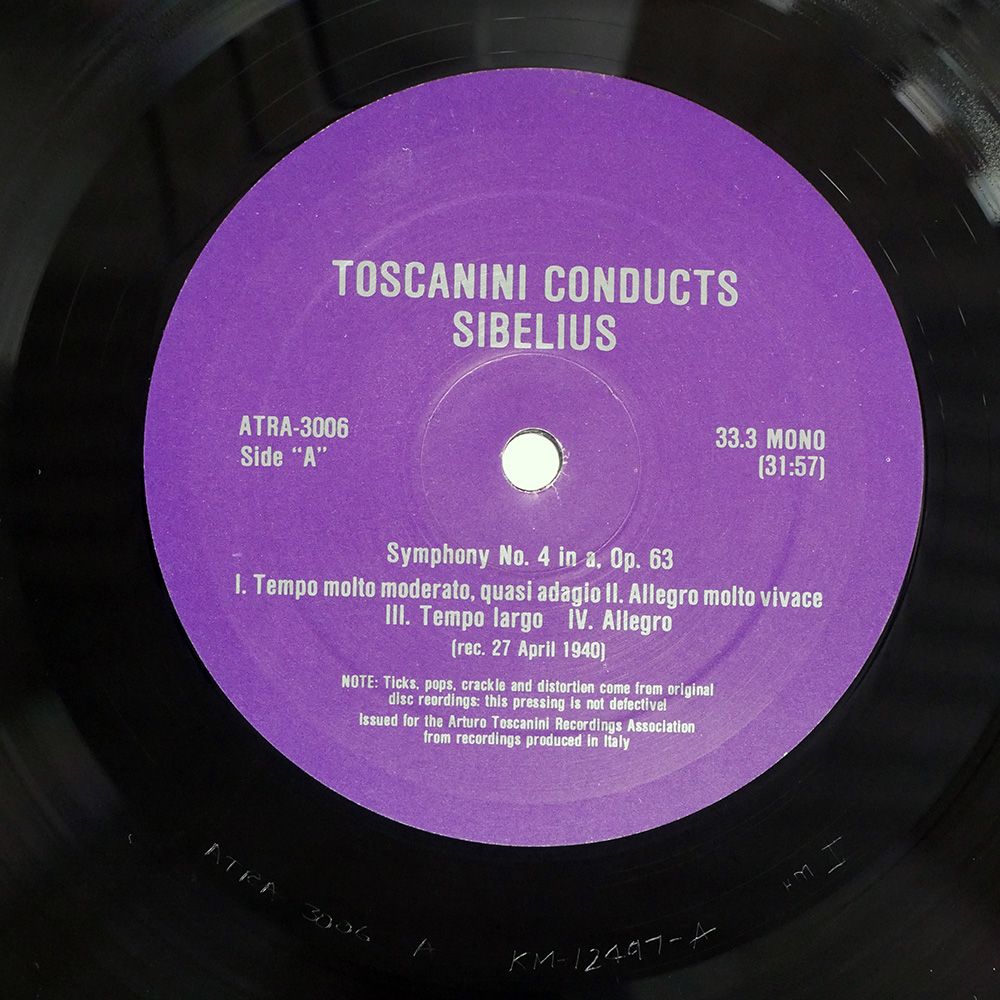 TOSCANINI CONDUCTS
SIBELIUS
ATRA-3006
Side “A”
33.3 MONO
(31:57)
Symphony No. 4 in a, Op. 63
I. Tempo molto moderato, quasi adagio II. Allegro molto vivace
III. Tempo largo IV. Allegro
(rec. 27 April 1940)
NOTE: Ticks, pops, crackle and distortion come from original
disc reordings: this pressing is not defective!
Issued for the Arturo Toscanini Recordings Association
from recordings produced in Italy
ATRA 3006 A KM-12497-A